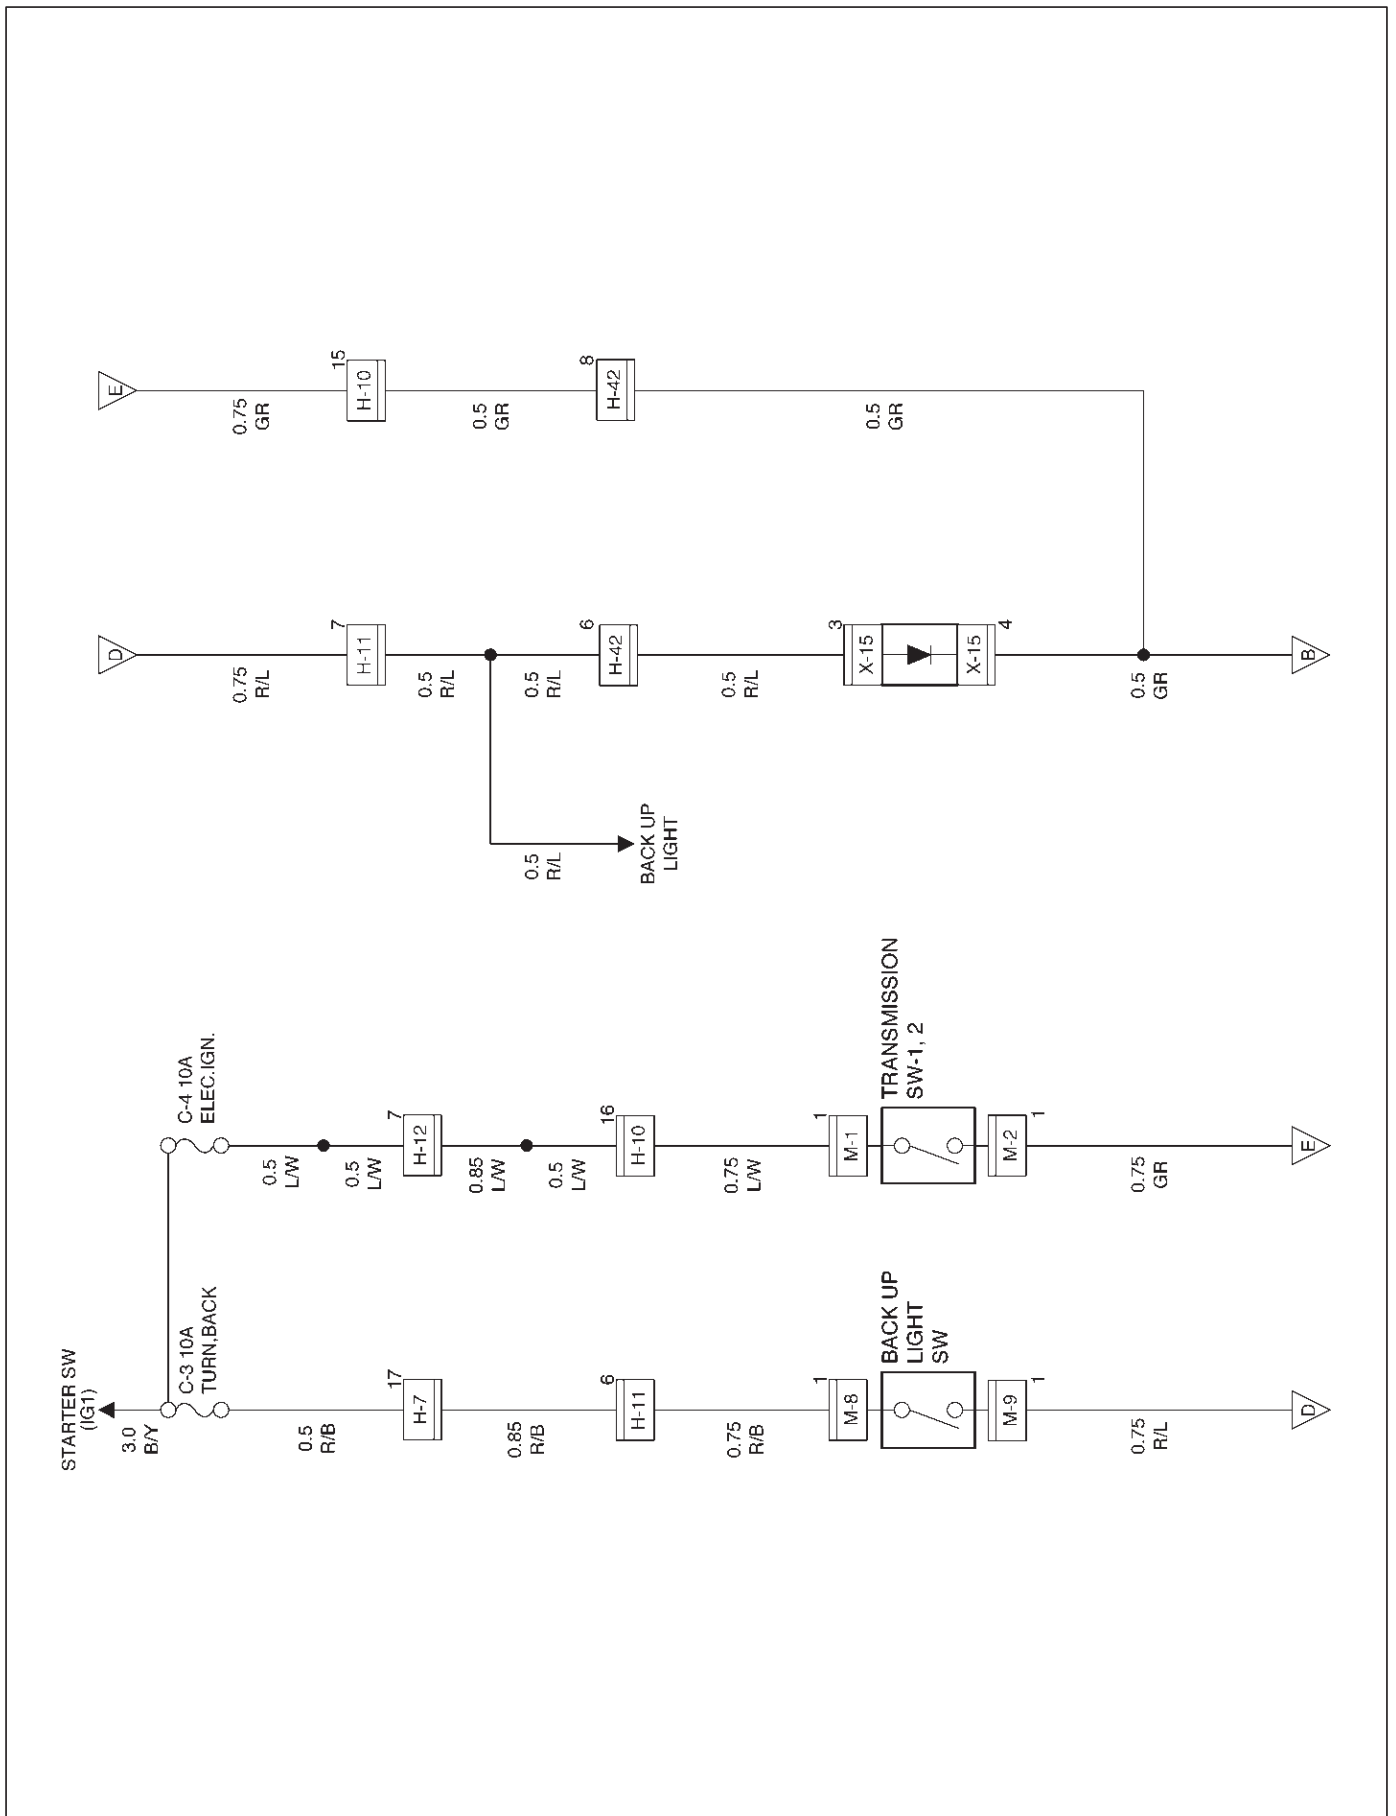 STARTER SW
(IG1)
3.0
B/Y
C-3 10A
TURN,BACK
0.5
R/B
17
H-7
0.85
R/B
6
H-11
0.75
R/B
1
M-8
BACK UP
LIGHT
SW
M-9
1
0.75
R/L
D
C-4 10A
ELEC.IGN.
0.5
L/W
0.5
L/W
7
H-12
0.85
L/W
0.5
L/W
16
H-10
0.75
L/W
1
M-1
TRANSMISSION
SW-1, 2
M-2
1
0.75
GR
E
D
0.75
R/L
7
H-11
0.5
R/L
0.5
R/L
BACK UP
LIGHT
0.5
R/L
6
H-42
0.5
R/L
3
X-15
X-15
4
0.5
GR
B
E
0.75
GR
15
H-10
0.5
GR
8
H-42
0.5
GR